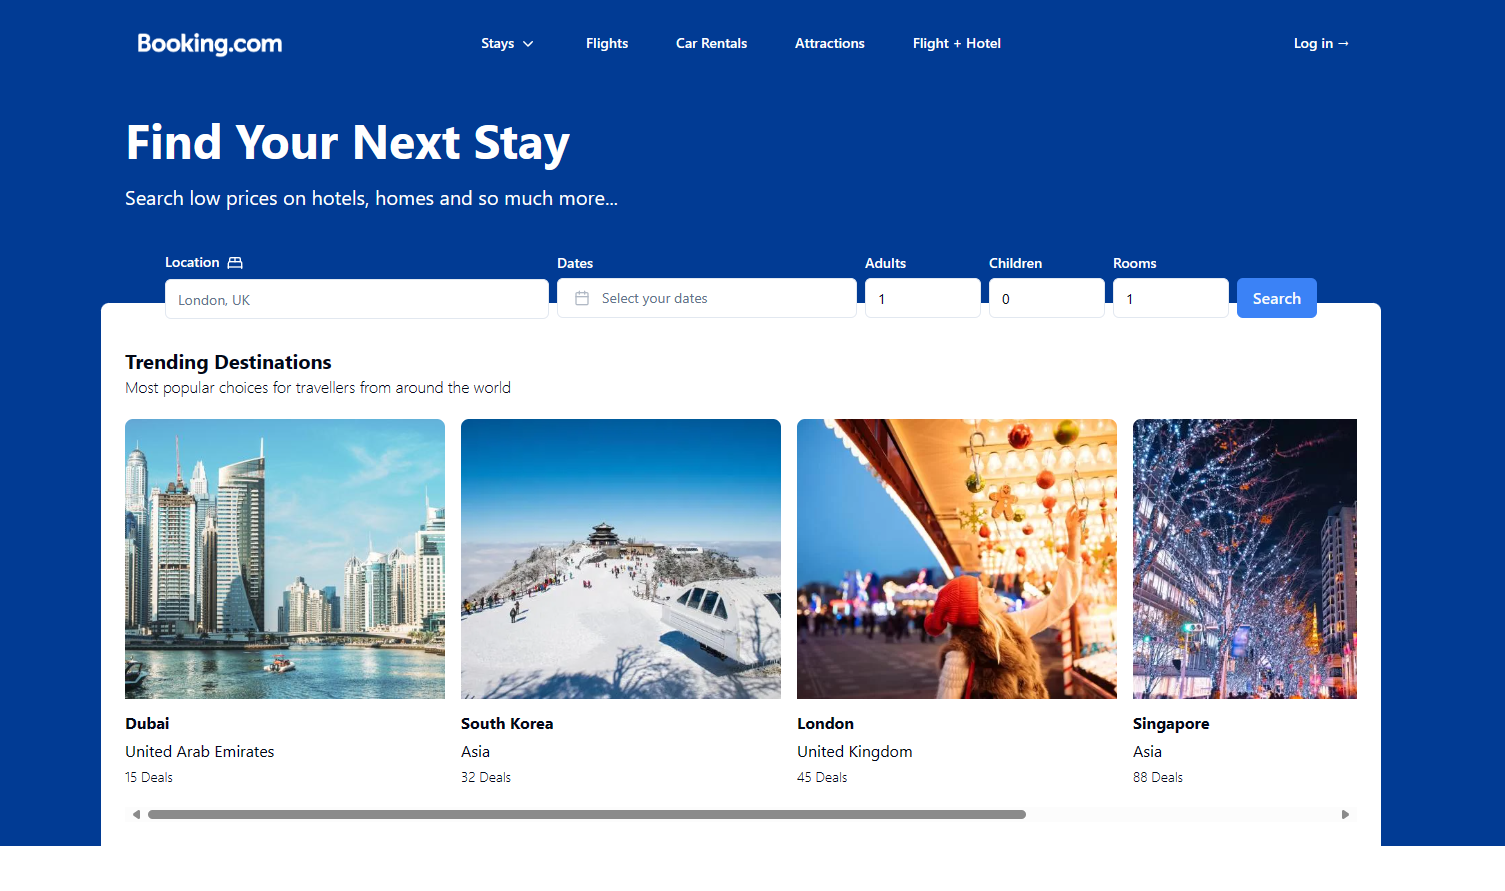 Booking.com
Stays
Flights
Car Rentals
Attractions
Flight + Hotel
Log in →
Find Your Next Stay
Search low prices on hotels, homes and so much more...
Location
Dates
Adults
Children
Rooms
London, UK
Select your dates
1
0
1
Search
Trending Destinations
Most popular choices for travellers from around the world
Dubai
United Arab Emirates
15 Deals
South Korea
Asia
32 Deals
London
United Kingdom
45 Deals
Singapore
Asia
88 Deals